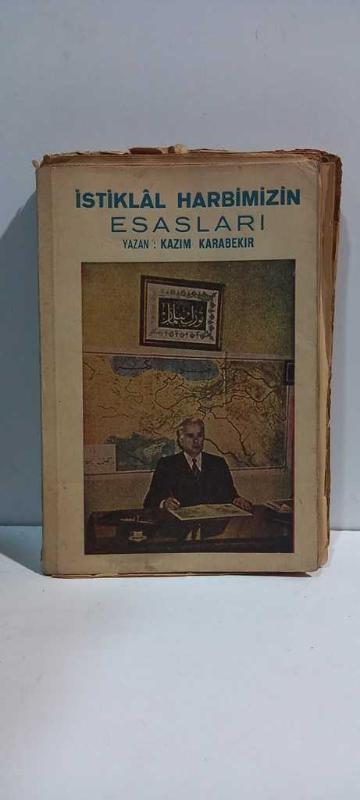 İSTİKLÂL HARBİMİZİN
ESASLARI
YAZAN : KAZIM KARABEKİR